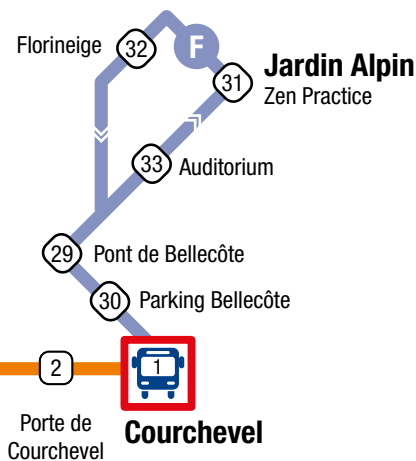 Florineige
32
F
31
Jardin Alpin
Zen Practice
33
Auditorium
29
Pont de Bellecôte
30
Parking Bellecôte
2
1
Porte de
Courchevel
Courchevel